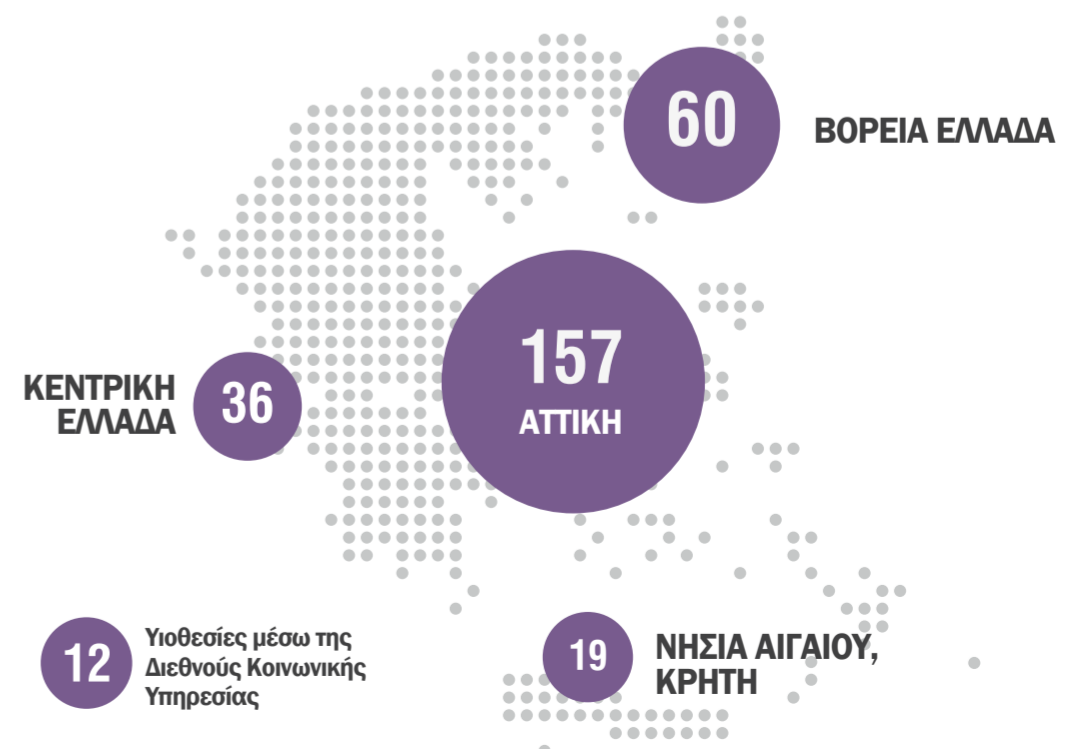 60
ΒΟΡΕΙΑ ΕΛΛΑΔΑ
157
ΑΤΤΙΚΗ
ΚΕΝΤΡΙΚΗ
ΕΛΛΑΔΑ
36
12
Υιοθεσίες μέσω της
Διεθνούς Κοινωνικής
Υπηρεσίας
19
ΝΗΣΙΑ ΑΙΓΑΙΟΥ,
ΚΡΗΤΗ